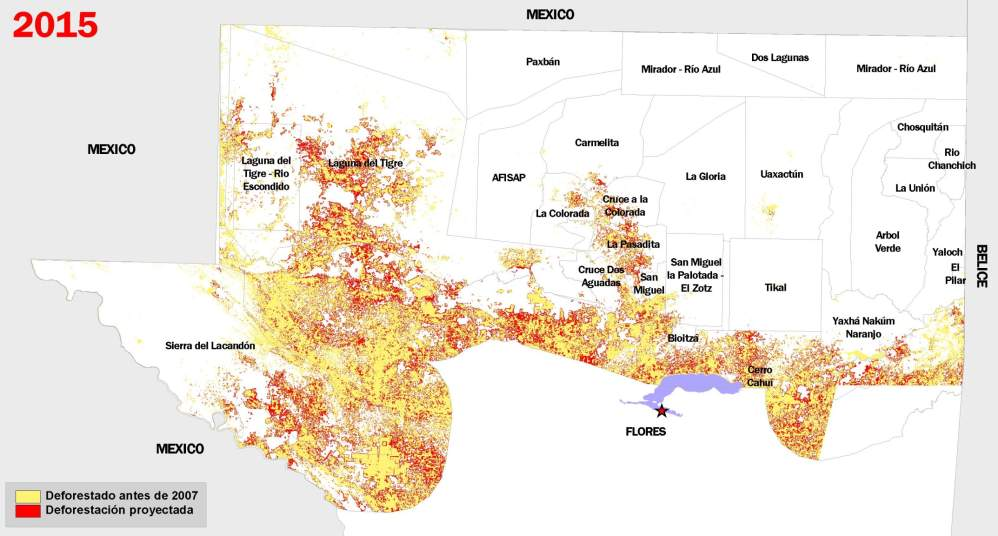 2015
MEXICO
Paxbán
Mirador - Río Azul
Dos Lagunas
Mirador - Río Azul
MEXICO
Laguna del
Tigre - Rio
Escondido
Laguna del Tigre
AFISAP
Carmelita
La Colorada
Cruce a la
Colorada
La Pasadita
Cruce Dos
Aguadas
San
Miguel
La Gloria
San Miguel
la Palotada -
El Zotz
Uaxactún
Tikal
Chosquitán
Rio
Chanchich
La Unión
Arbol
Verde
Yaloch
El
Pilar
BELICE
Yaxhá Nakúm
Naranjo
Sierra del Lacandón
Bioitzá
Cerro
Cahuí
FLORES
MEXICO
Deforestado antes de 2007
Deforestación proyectada